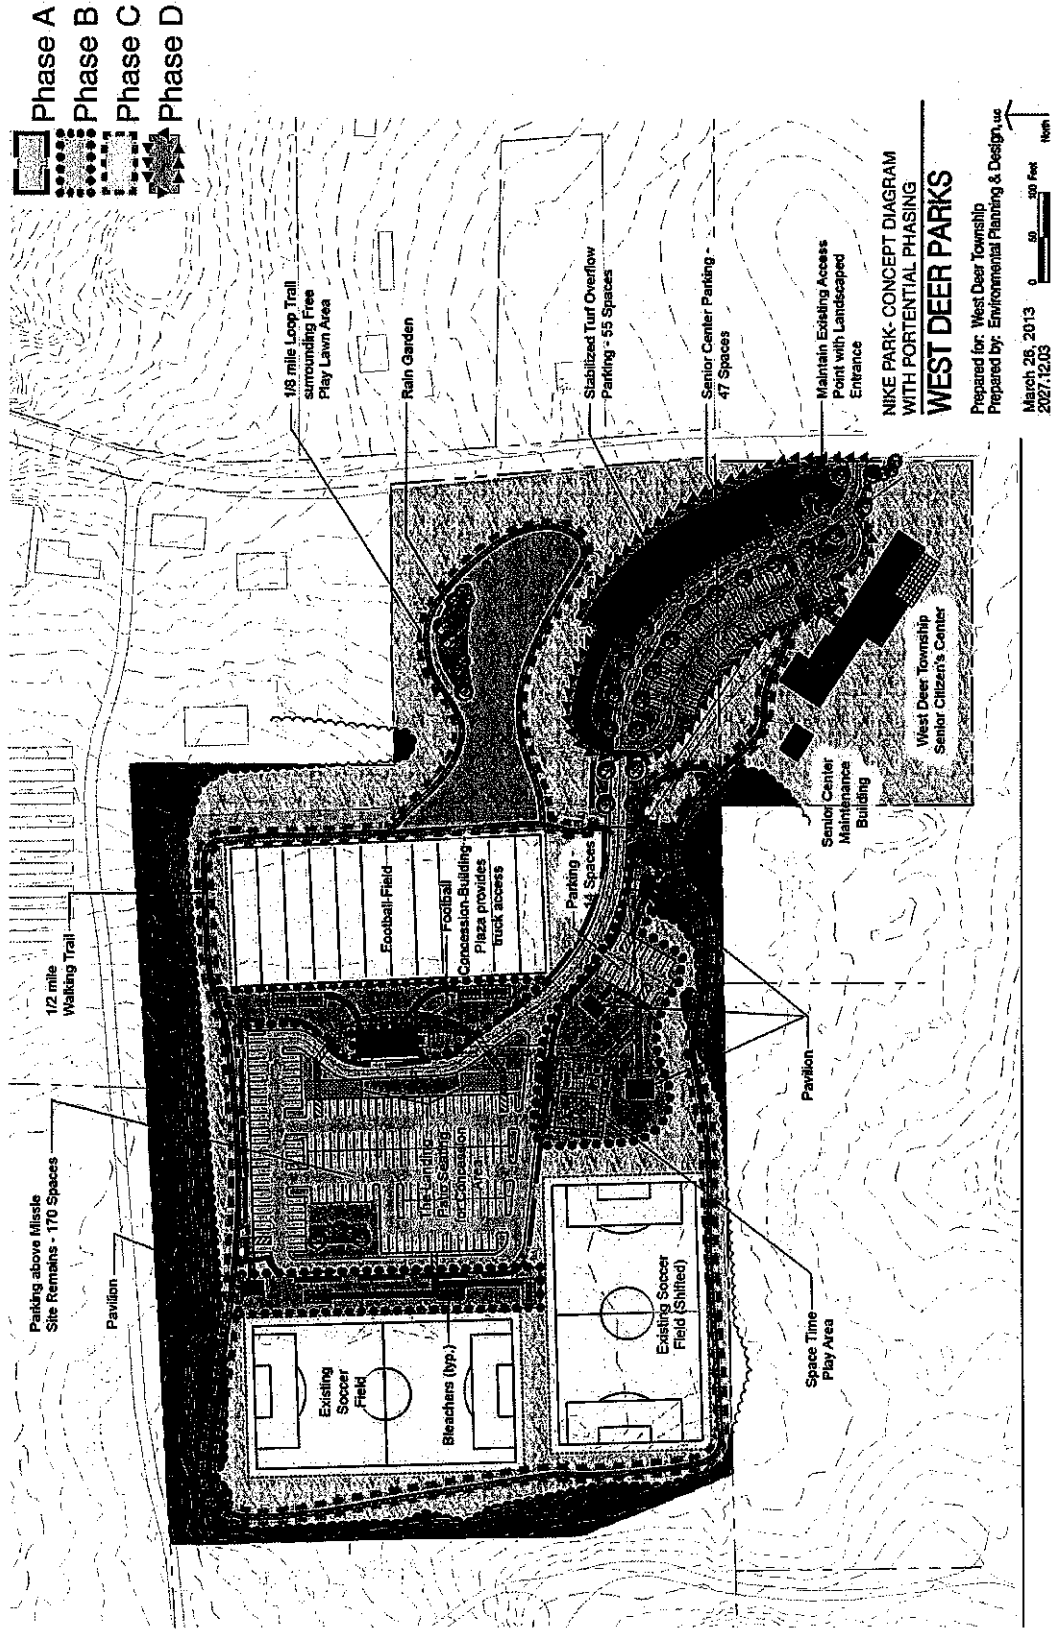 Phase A
Phase B
Phase C
Phase D
Parking above Missle
Site Remains - 170 Spaces
Pavilion
1/2 mile
Walking Trail
1/8 mile Loop Trail
surrounding Free
Play Lawn Area
Rain Garden
Stabilized Turf Overflow
Parking - 55 Spaces
Senior Center Parking -
47 Spaces
Maintain Existing Access
Point with Landscaped
Entrance
Football Field
Football
Concession Building-
Plaza provides
truck access
Parking -
Spaces
Patio Seating
for Concession
Area
Existing
Soccer
Field
Bleachers (typ.)
Existing Soccer
Field (Shifted)
Space Time
Play Area
Pavilion
Senior Center
Maintenance
Building
West Deer Township
Senior Citizen's Center
NIKE PARK- CONCEPT DIAGRAM
WITH PORTENTIAL PHASING
WEST DEER PARKS
Prepared for: West Deer Township
Prepared by: Environmental Planning & Design, LLC
March 28, 2013
2027.12.03
0 50 100 Feet
North